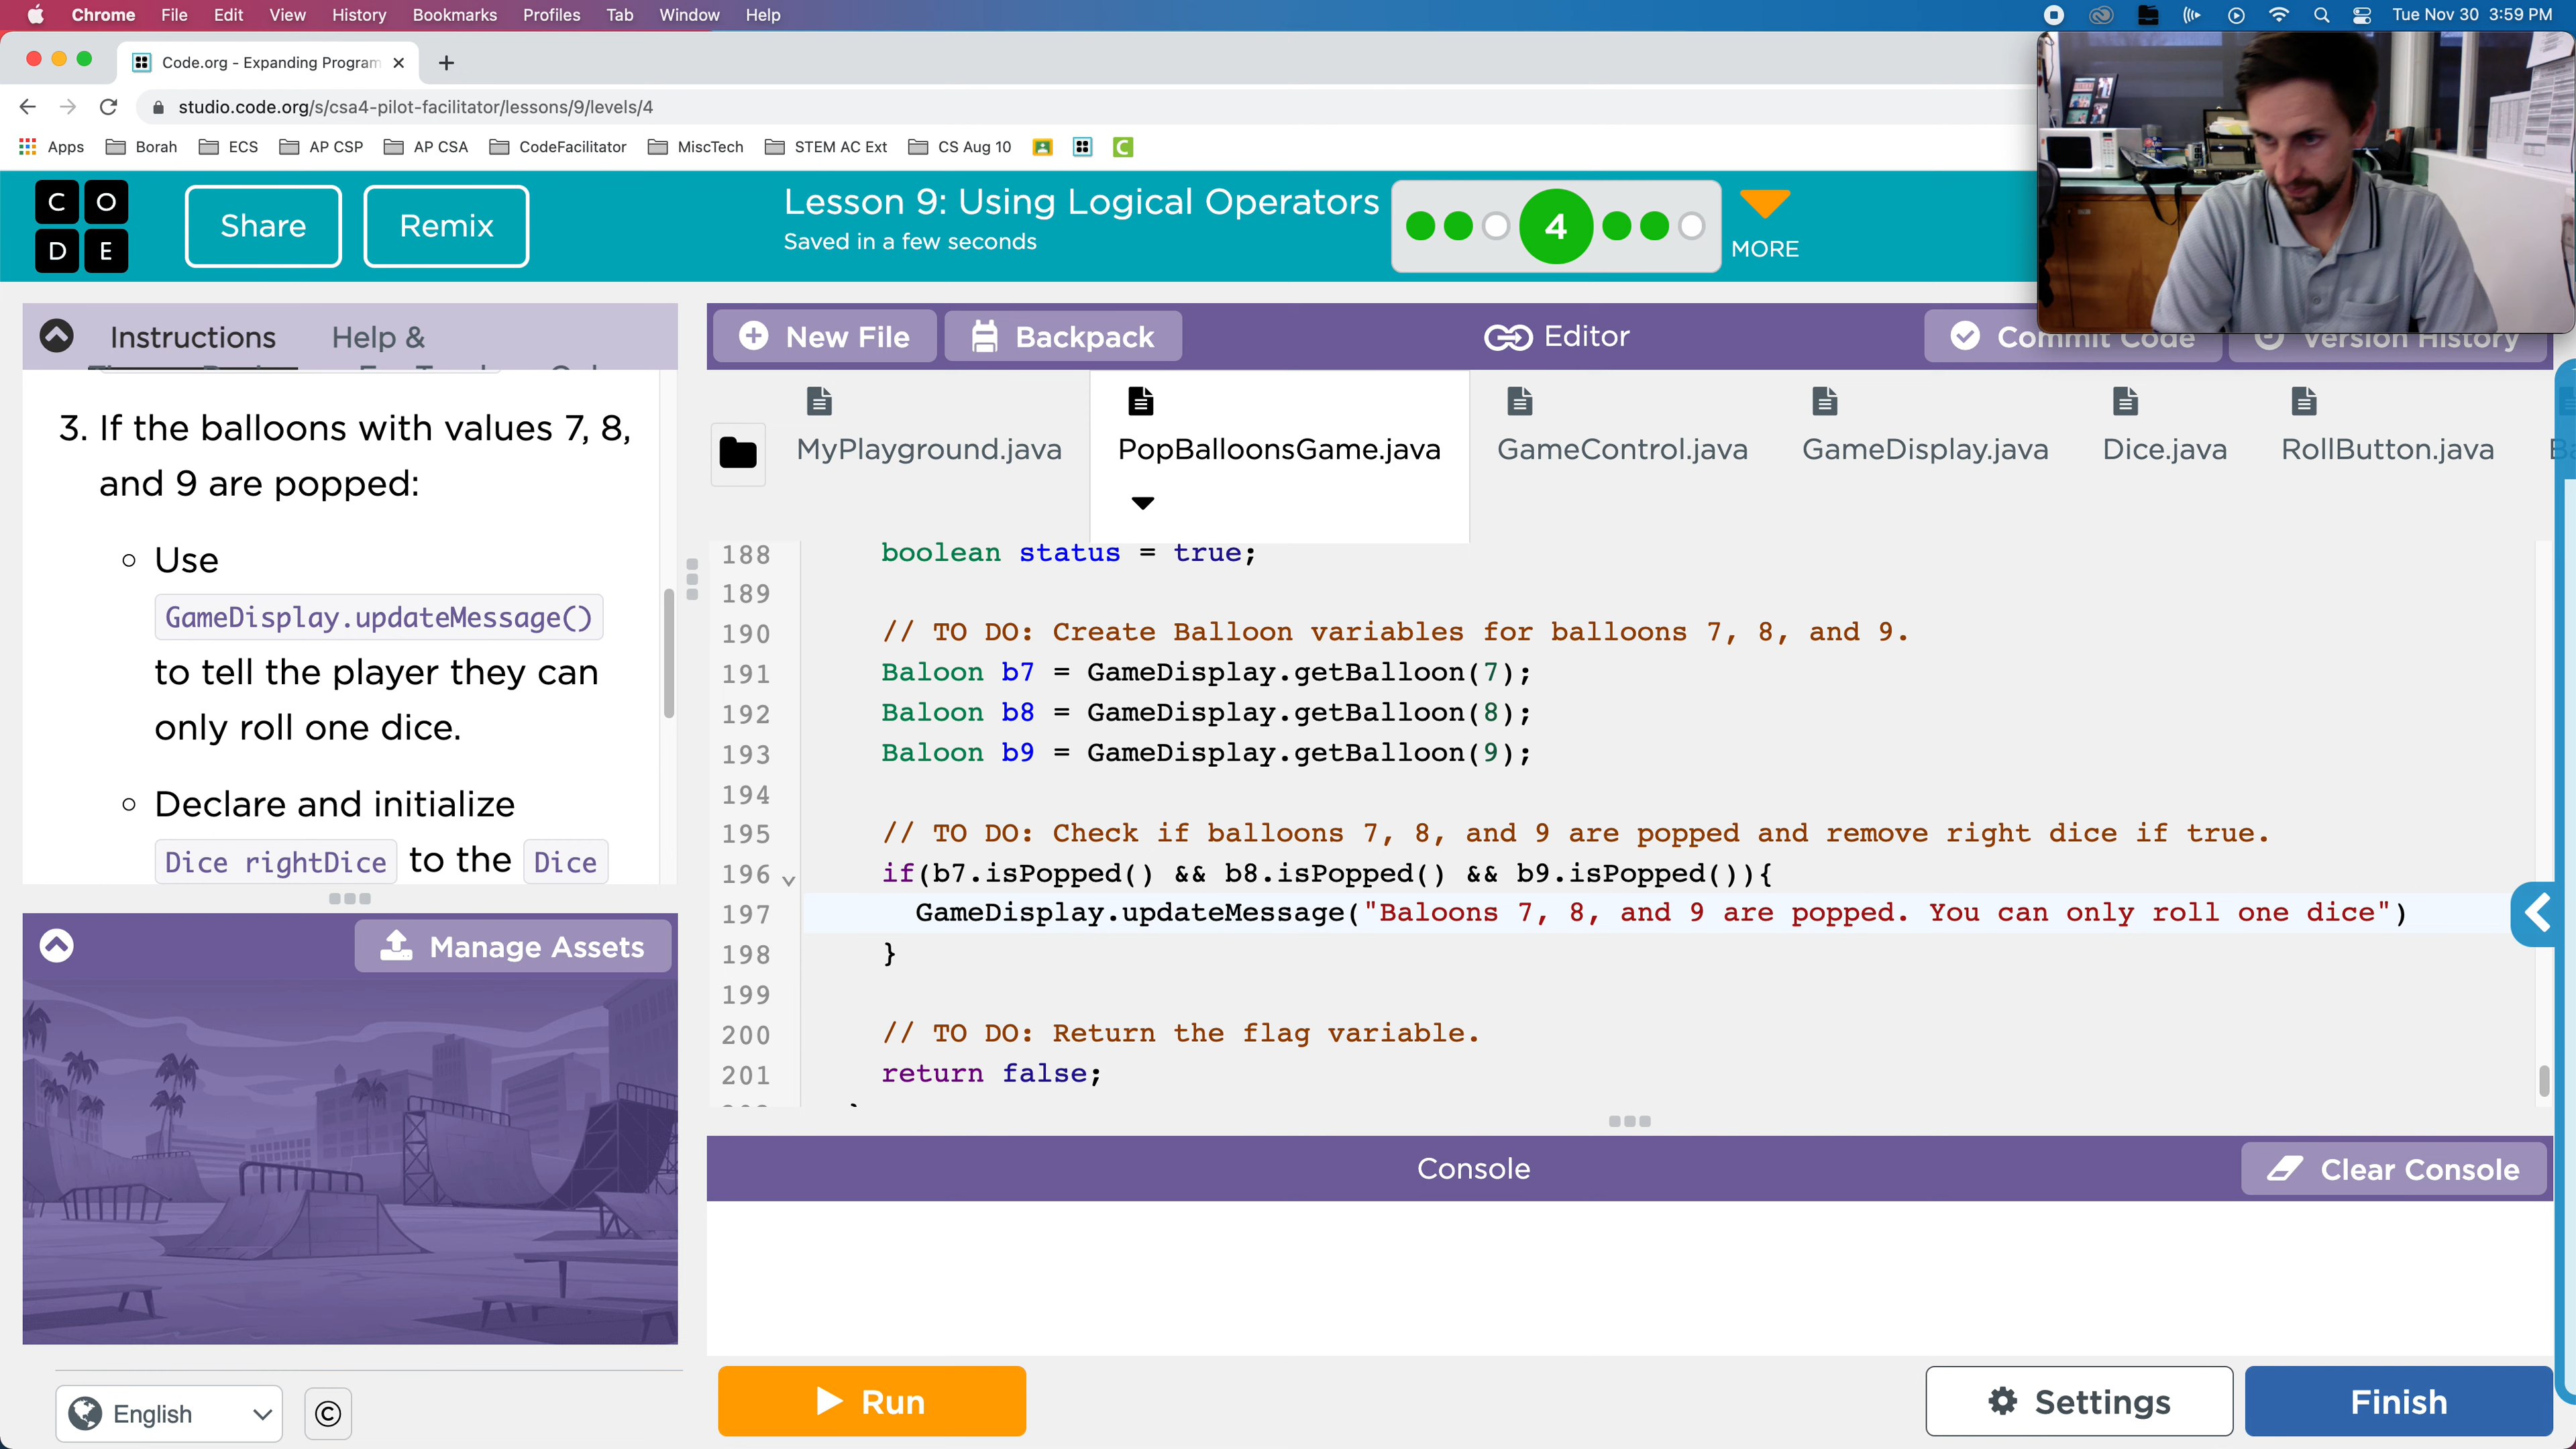 Chrome File Edit View History Bookmarks Profiles Tab Window Help Tue Nov 30 3:59 PM
Code.org - Expanding Program
studio.code.org/s/csa4-pilot-facilitator/lessons/9/levels/4
Apps Borah ECS AP CSP AP CSA CodeFacilitator MiscTech STEM AC Ext CS Aug 10
C O
D E
Share Remix
Lesson 9: Using Logical Operators
Saved in a few seconds
4
MORE
Instructions Help &
3. If the balloons with values 7, 8,
and 9 are popped:
Use
GameDisplay.updateMessage()
to tell the player they can
only roll one dice.
Declare and initialize
Dice rightDice to the Dice
Manage Assets
English ©
New File Backpack Editor Commit Code Version History
MyPlayground.java PopBalloonsGame.java GameControl.java GameDisplay.java Dice.java RollButton.java
188 boolean status = true;
189
190 // TO DO: Create Balloon variables for balloons 7, 8, and 9.
191 Baloon b7 = GameDisplay.getBalloon(7);
192 Baloon b8 = GameDisplay.getBalloon(8);
193 Baloon b9 = GameDisplay.getBalloon(9);
194
195 // TO DO: Check if balloons 7, 8, and 9 are popped and remove right dice if true.
196 if(b7.isPopped() && b8.isPopped() && b9.isPopped()){
197 GameDisplay.updateMessage("Baloons 7, 8, and 9 are popped. You can only roll one dice")
198 }
199
200 // TO DO: Return the flag variable.
201 return false;
Console Clear Console
Run Settings Finish